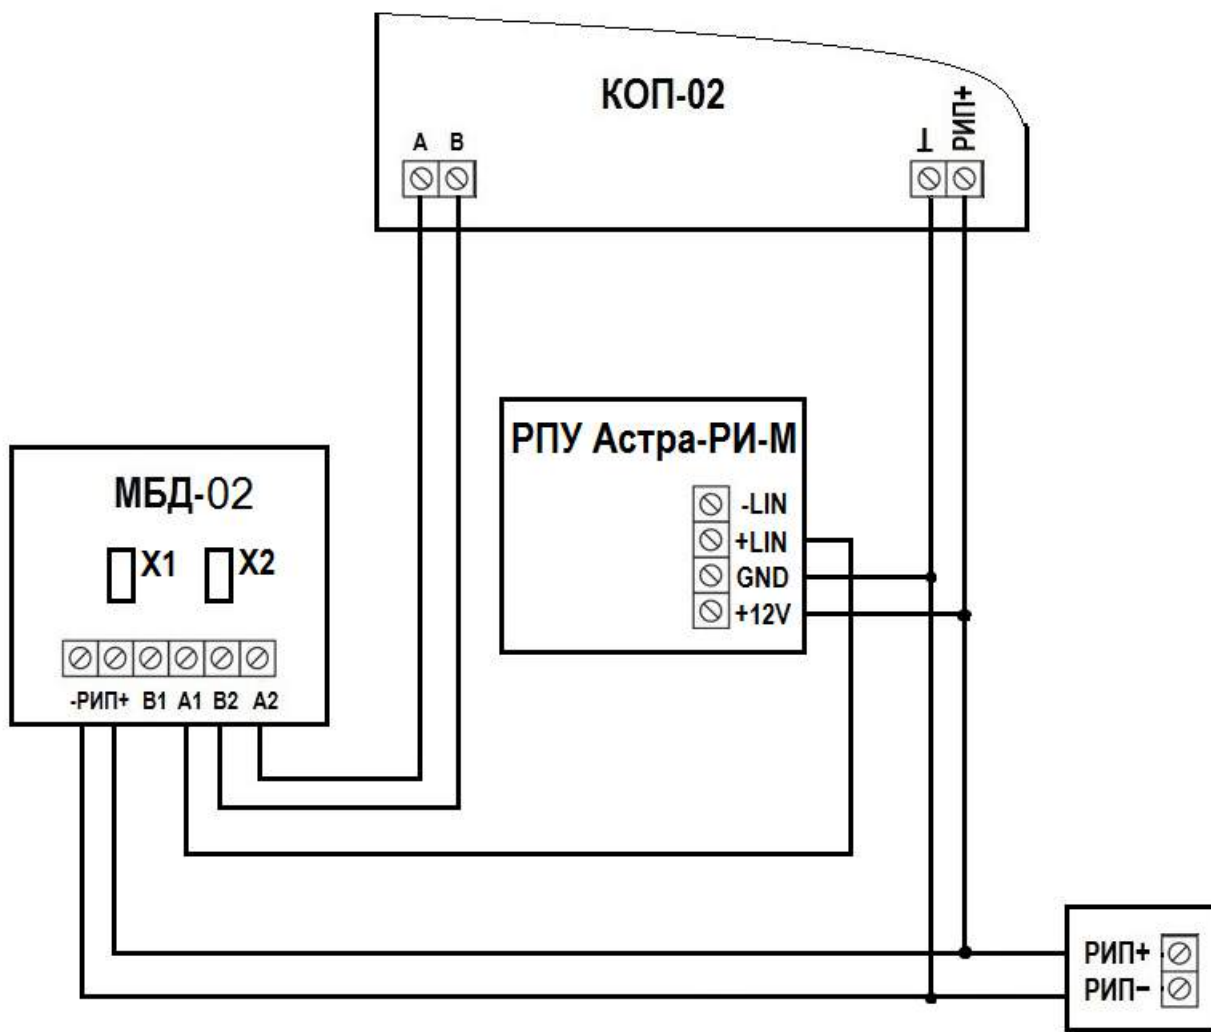 КОП-02
А В
⊥ РИП+
РПУ Астра-РИ-М
-LIN
+LIN
GND
+12V
МБД-02
X1 X2
-РИП+ B1 A1 B2 A2
РИП+
РИП−